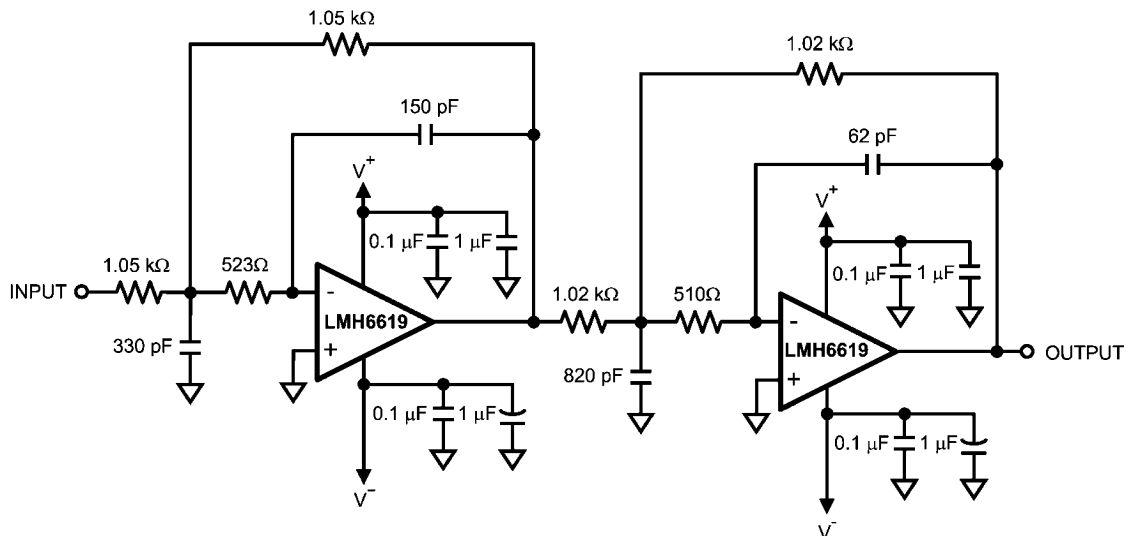 1.05 kΩ
1.02 kΩ
150 pF
62 pF
V+
V+
0.1 μF
1 μF
0.1 μF
1 μF
1.05 kΩ
523Ω
1.02 kΩ
510Ω
INPUT
-
LMH6619
+
330 pF
-
LMH6619
+
820 pF
OUTPUT
0.1 μF
1 μF
0.1 μF
1 μF
V-
V-